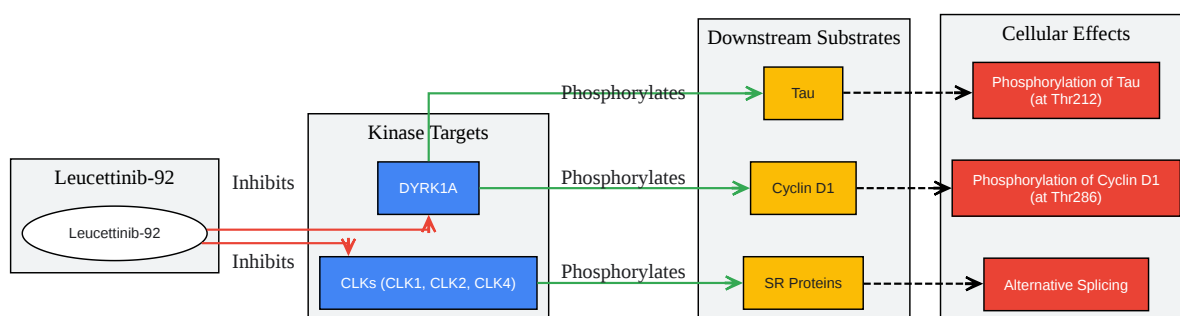 Leucettinib-92
Leucettinib-92
Inhibits
Inhibits
Kinase Targets
DYRK1A
CLKs (CLK1, CLK2, CLK4)
Phosphorylates
Phosphorylates
Phosphorylates
Downstream Substrates
Tau
Cyclin D1
SR Proteins
Cellular Effects
Phosphorylation of Tau
(at Thr212)
Phosphorylation of Cyclin D1
(at Thr286)
Alternative Splicing